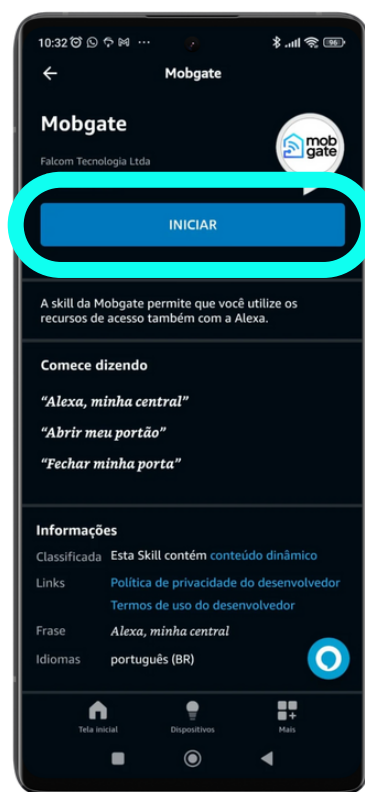 10:32
96
Mobgate
Mobgate
mob
gate
Falcom Tecnologia Ltda
INICIAR
A skill da Mobgate permite que você utilize os
recursos de acesso também com a Alexa.
Comece dizendo
“Alexa, minha central”
“Abrir meu portão”
“Fechar minha porta”
Informações
Classificada Esta Skill contém conteúdo dinâmico
Links Política de privacidade do desenvolvedor
Termos de uso do desenvolvedor
Frase Alexa, minha central
Idiomas português (BR)
Tela inicial Dispositivos Mais